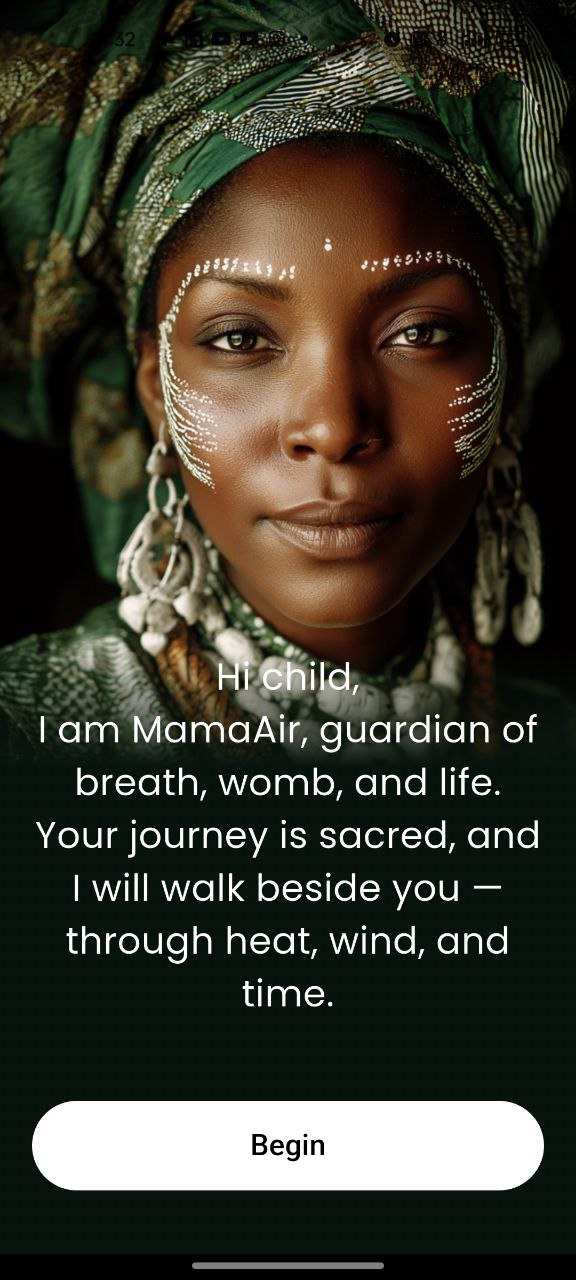 Hi child,
I am MamaAir, guardian of
breath, womb, and life.
Your journey is sacred, and
I will walk beside you —
through heat, wind, and
time.
Begin